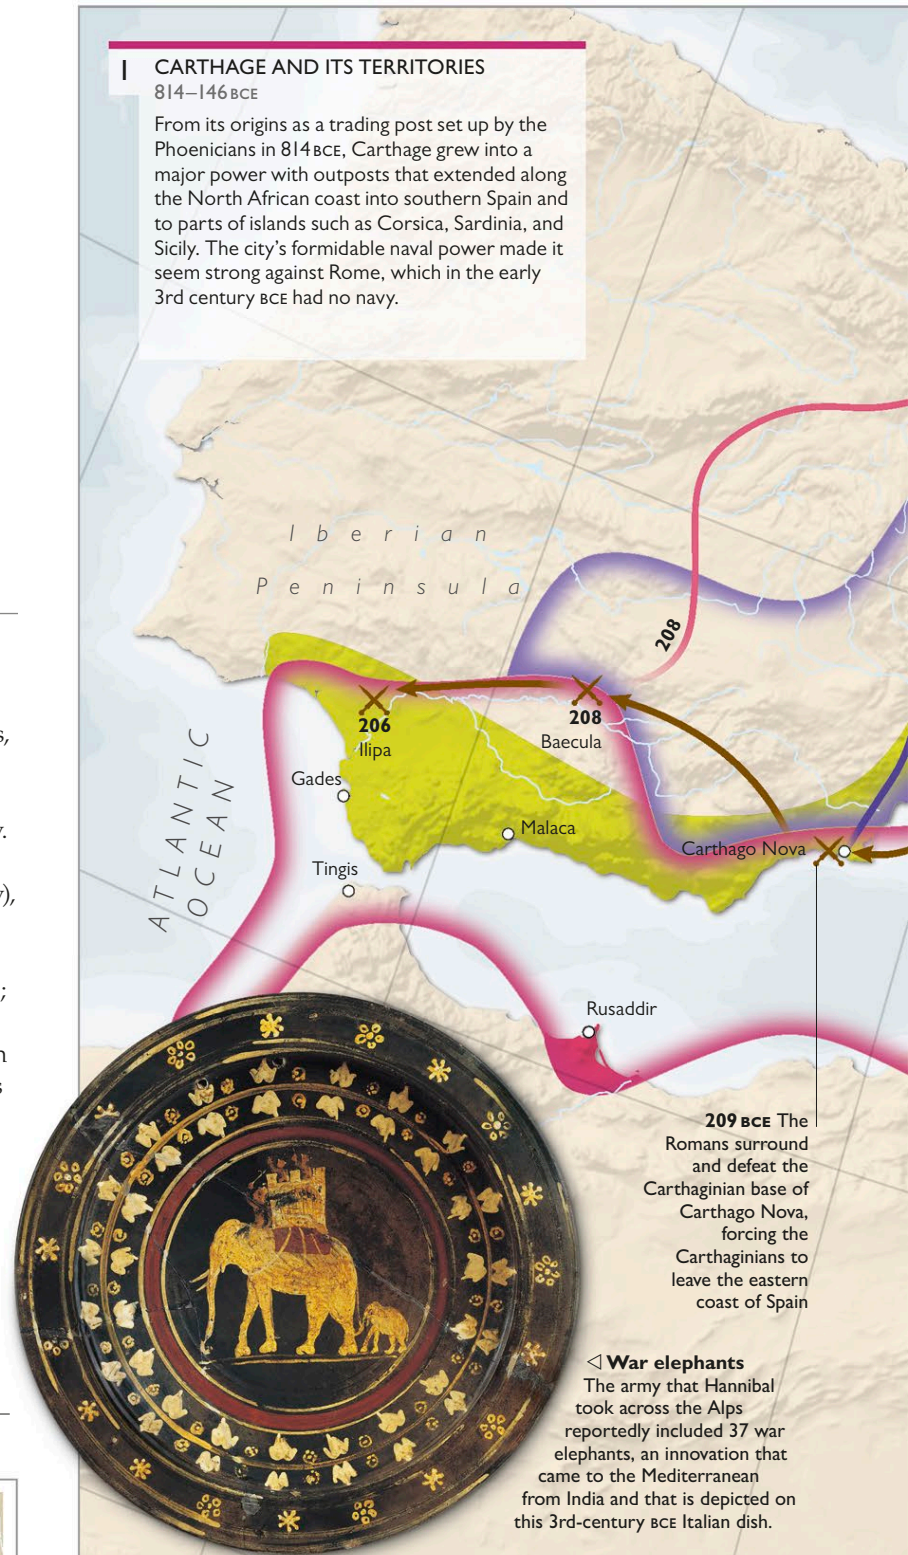 1 CARTHAGE AND ITS TERRITORIES
814–146 BCE
From its origins as a trading post set up by the
Phoenicians in 814 BCE, Carthage grew into a
major power with outposts that extended along
the North African coast into southern Spain and
to parts of islands such as Corsica, Sardinia, and
Sicily. The city's formidable naval power made it
seem strong against Rome, which in the early
3rd century BCE had no navy.
Iberian
Peninsula
208
206
Ilipa
208
Baecula
ATLANTIC
OCEAN
Gades
Malaca
Carthago Nova
Tingis
Rusaddir
209 BCE The
Romans surround
and defeat the
Carthaginian base of
Carthago Nova,
forcing the
Carthaginians to
leave the eastern
coast of Spain
◁ War elephants
The army that Hannibal
took across the Alps
reportedly included 37 war
elephants, an innovation that
came to the Mediterranean
from India and that is depicted on
this 3rd-century BCE Italian dish.